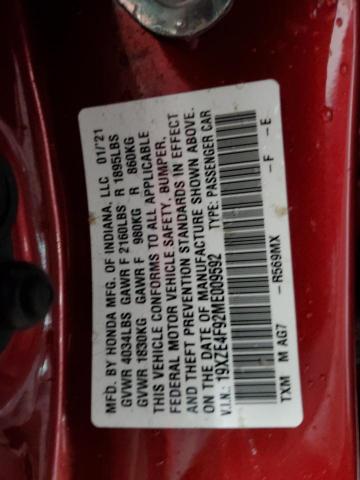 MFD. BY HONDA MFG. OF INDIANA, LLC 01/'21
GVWR 4034LBS GAWR F 2160LBS R 1895LBS
GVWR 1830KG GAWR F 980KG R 860KG
THIS VEHICLE CONFORMS TO ALL APPLICABLE
FEDERAL MOTOR VEHICLE SAFETY, BUMPER,
AND THEFT PREVENTION STANDARDS IN EFFECT
ON THE DATE OF MANUFACTURE SHOWN ABOVE.
V.I.N.: 19XZE4F92ME009592 TYPE: PASSENGER CAR
-F -E
-R569MX
TXM M AG7